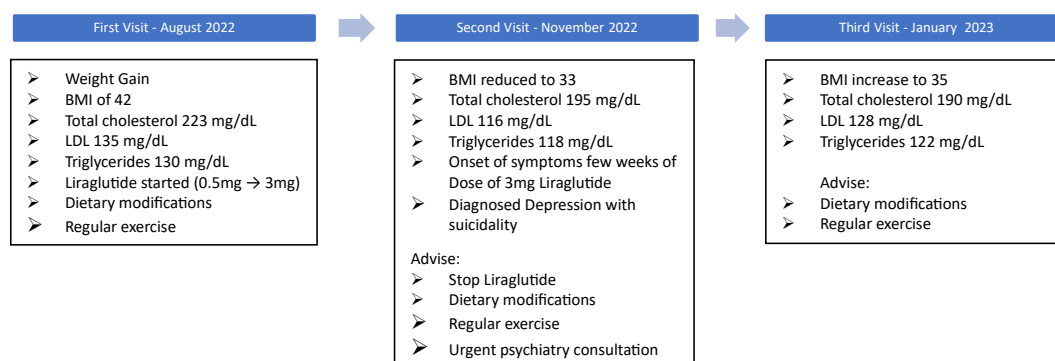 First Visit - August 2022
Weight Gain
BMI of 42
Total cholesterol 223 mg/dL
LDL 135 mg/dL
Triglycerides 130 mg/dL
Liraglutide started (0.5mg → 3mg)
Dietary modifications
Regular exercise
Second Visit - November 2022
BMI reduced to 33
Total cholesterol 195 mg/dL
LDL 116 mg/dL
Triglycerides 118 mg/dL
Onset of symptoms few weeks of
Dose of 3mg Liraglutide
Diagnosed Depression with
suicidality
Advise:
Stop Liraglutide
Dietary modifications
Regular exercise
Urgent psychiatry consultation
Third Visit - January 2023
BMI increase to 35
Total cholesterol 190 mg/dL
LDL 128 mg/dL
Triglycerides 122 mg/dL
Advise:
Dietary modifications
Regular exercise